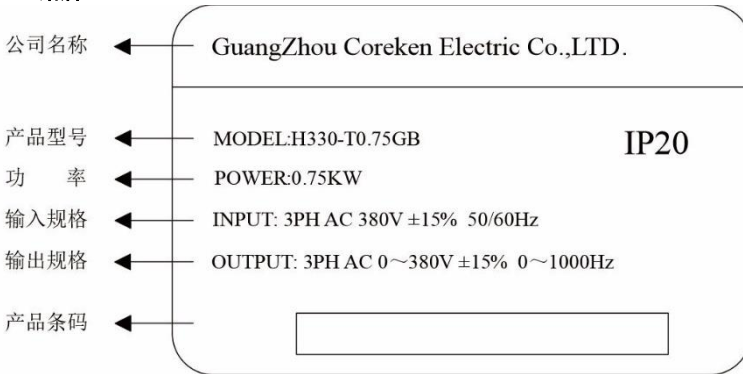 公司名称 GuangZhou Coreken Electric Co.,LTD.
产品型号 MODEL:H330-T0.75GB IP20
功 率 POWER:0.75KW
输入规格 INPUT: 3PH AC 380V ±15% 50/60Hz
输出规格 OUTPUT: 3PH AC 0～380V ±15% 0～1000Hz
产品条码